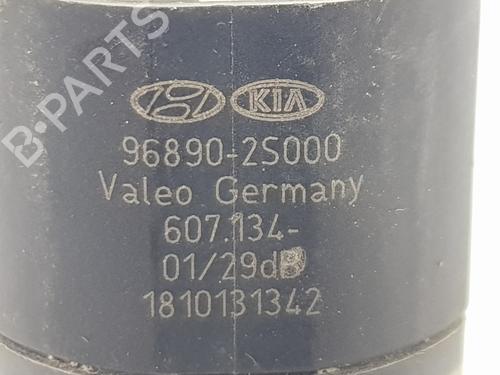 KIA
96890-2S000
Valeo Germany
607.134-
01/29dB
1810131342
B-PARTS